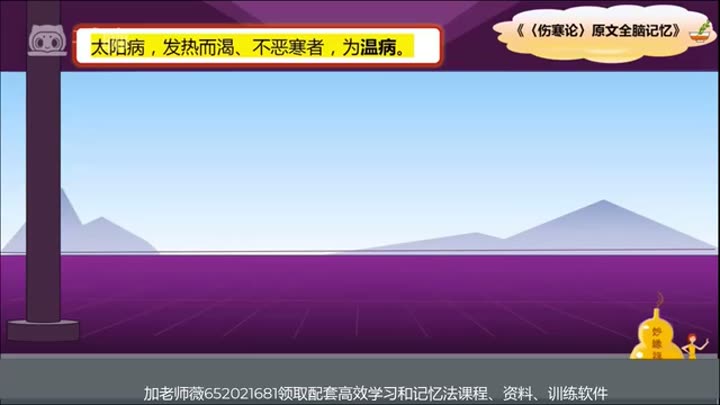 太阳病，发热而渴、不恶寒者，为温病。
《〈伤寒论〉原文全脑记忆》
加老师薇652021681领取配套高效学习和记忆法课程、资料、训练软件